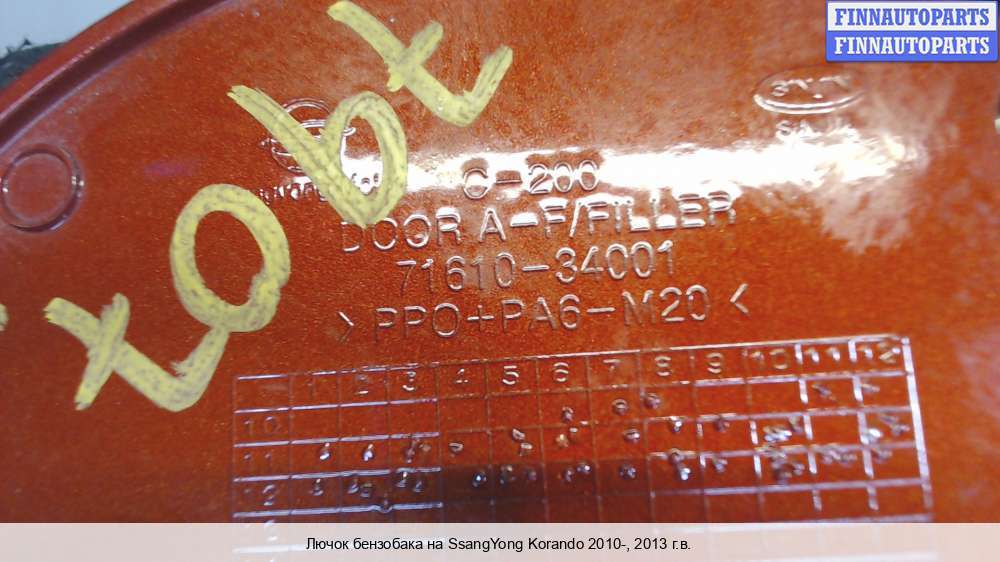 FINNAUTOPARTS
FINNAUTOPARTS
C-200
DOOR A-F/FILLER
71610-34001
>PPO+PA6-M20<
1 2 3 4 5 6 7 8 9 10 11 12
10
11
12
Лючок бензобака на SsangYong Korando 2010-, 2013 г.в.